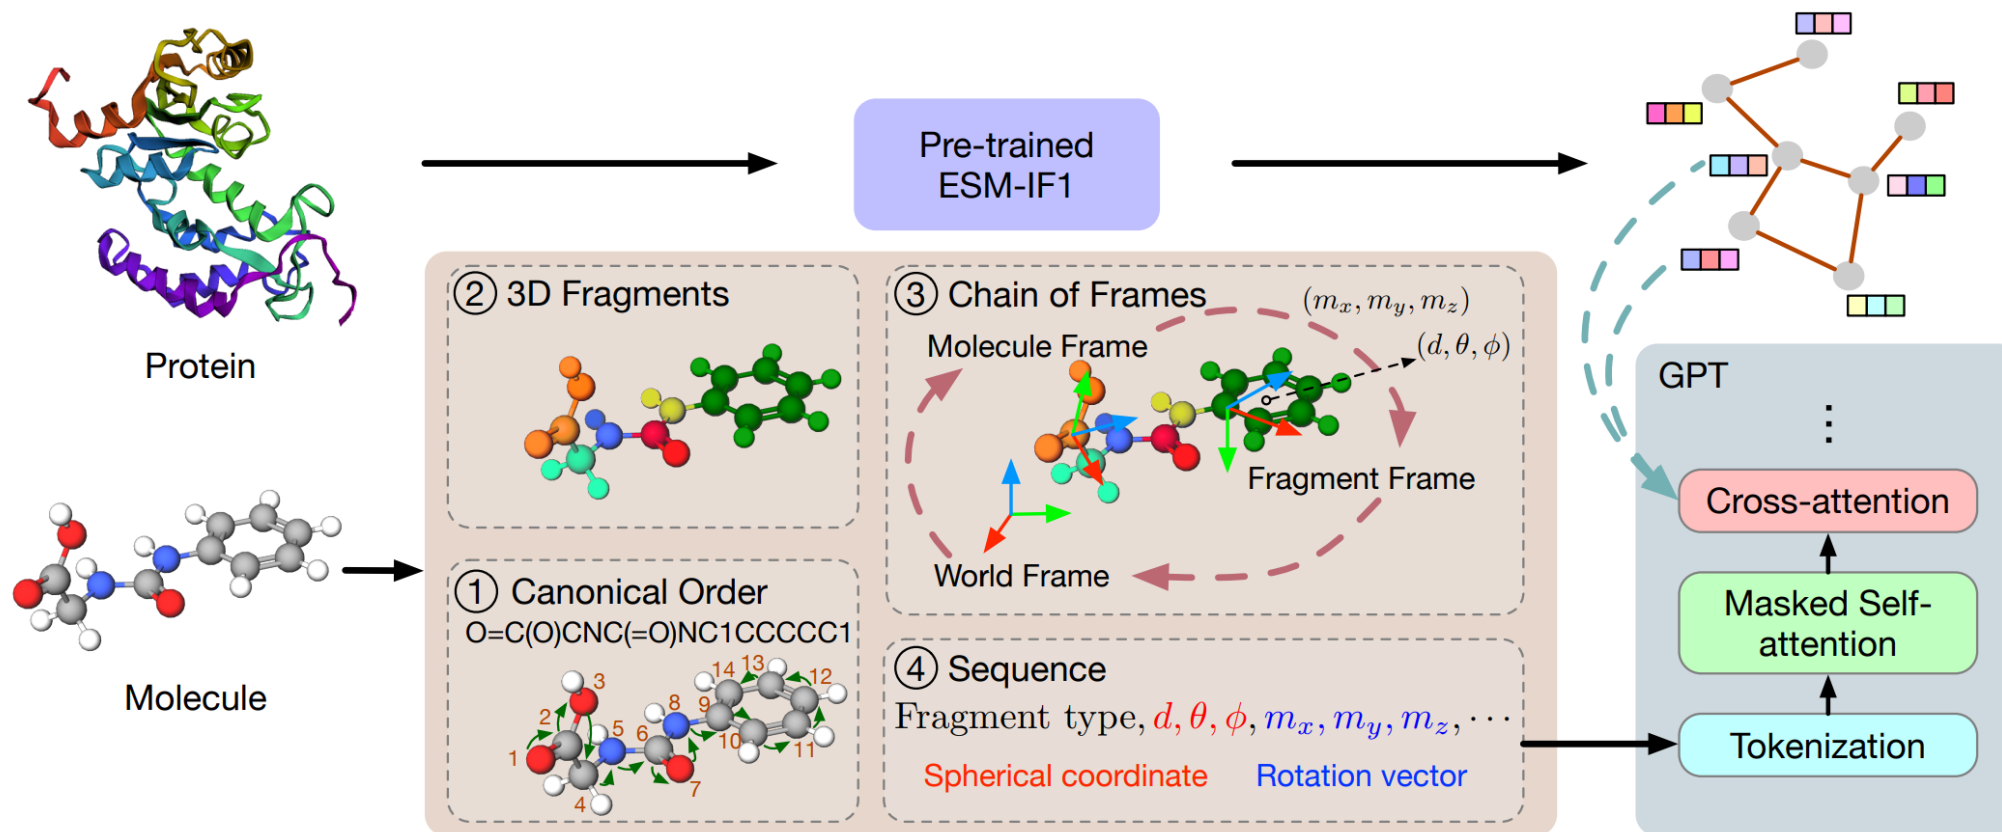 Protein
Molecule
Pre-trained
ESM-IF1
② 3D Fragments
③ Chain of Frames
(m_x, m_y, m_z)
(d, θ, ϕ)
Molecule Frame
Fragment Frame
World Frame
① Canonical Order
O=C(O)CNC(=O)NC1CCCCC1
1
2
3
4
5
6
7
8
9
10
11
12
13
14
④ Sequence
Fragment type, d, θ, ϕ, m_x, m_y, m_z, ⋯
Spherical coordinate
Rotation vector
GPT
⋮
Cross-attention
Masked Self-
attention
Tokenization